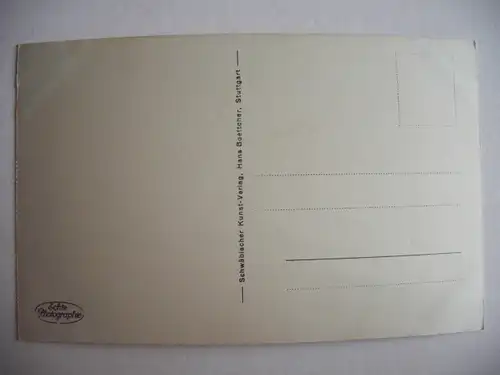 Schwäbischer Kunst-Verlag, Hans Boettcher, Stuttgart
Echte
Photographie